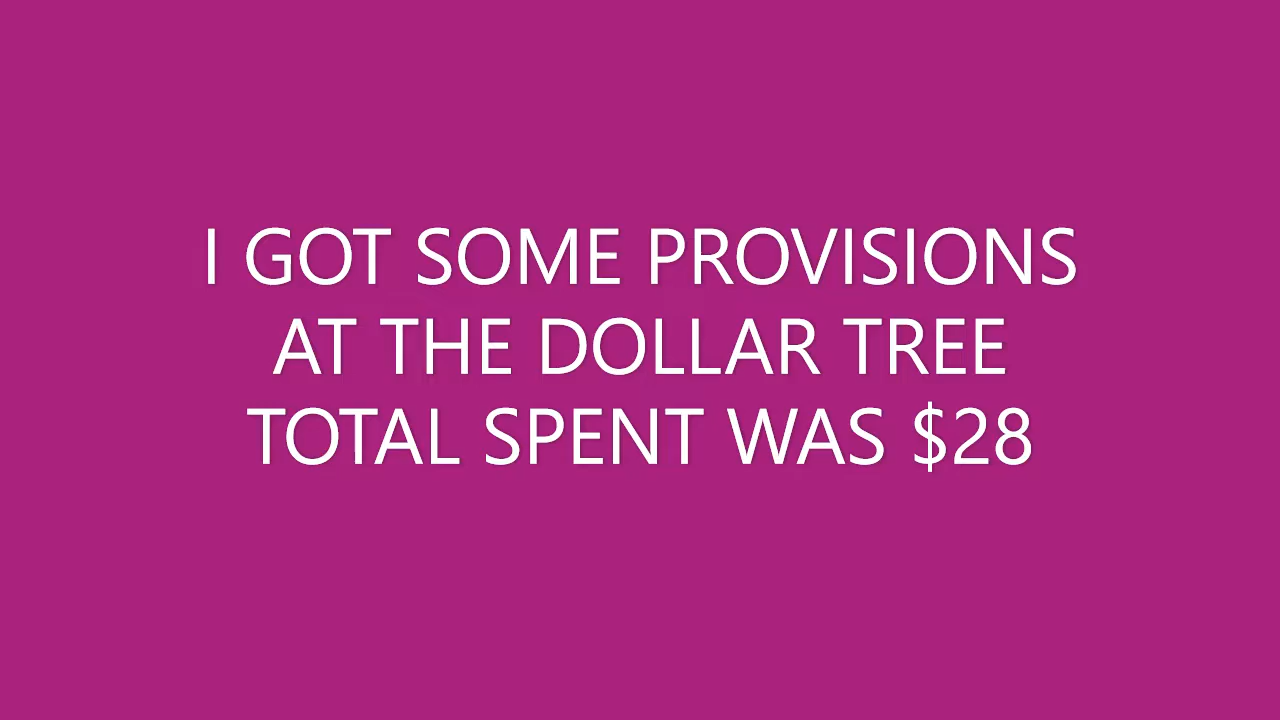 I GOT SOME PROVISIONS
AT THE DOLLAR TREE
TOTAL SPENT WAS $28